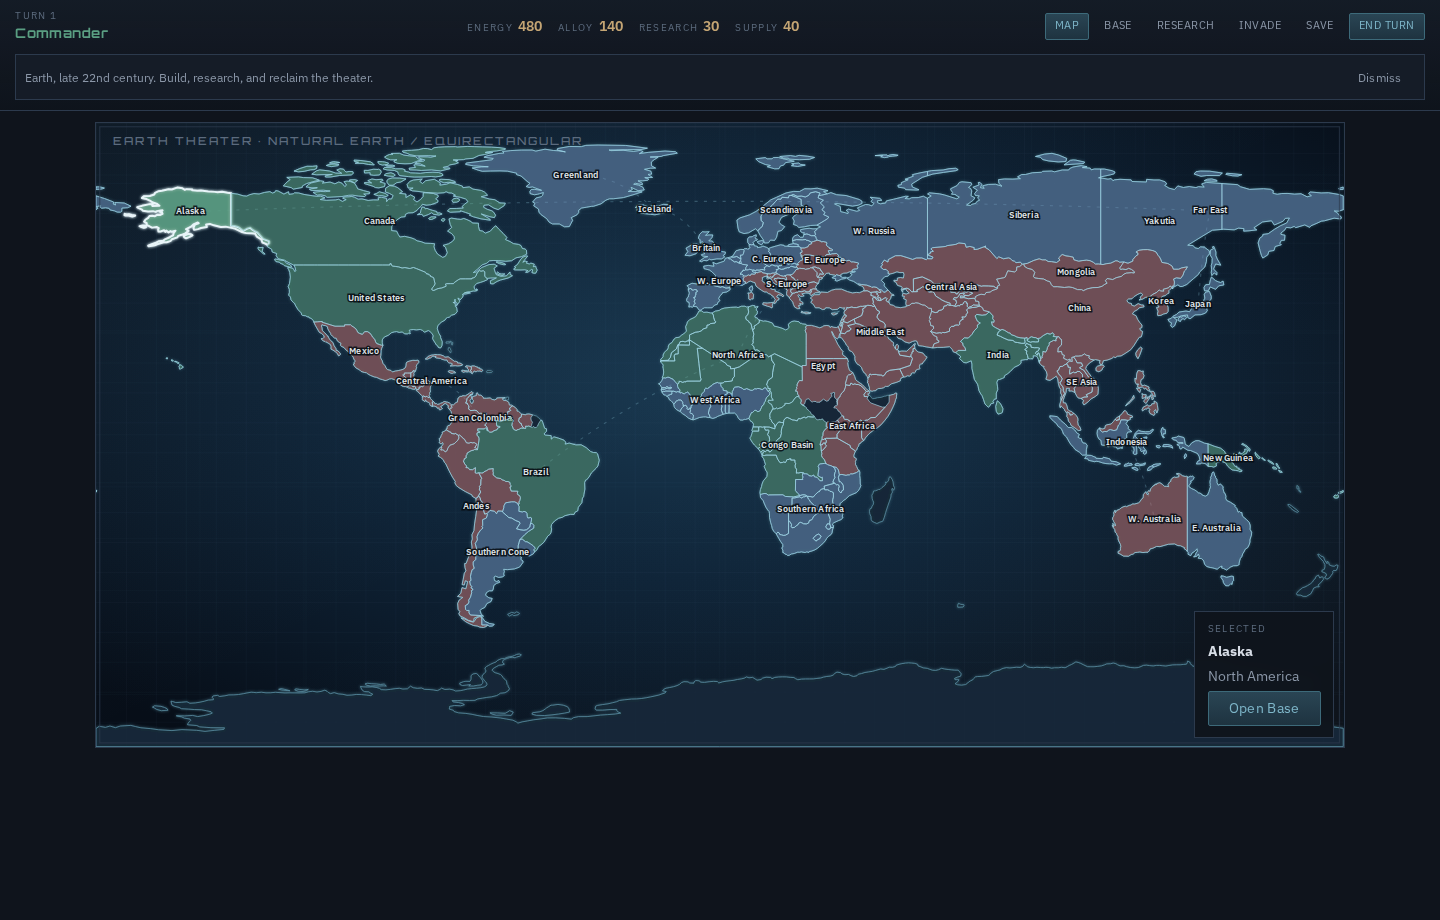 TURN 1
Commander
ENERGY 480 ALLOY 140 RESEARCH 30 SUPPLY 40
MAP BASE RESEARCH INVADE SAVE END TURN
Earth, late 22nd century. Build, research, and reclaim the theater.
Dismiss
EARTH THEATER · NATURAL EARTH / EQUIRECTANGULAR
Greenland
Alaska
Iceland
Scandinavia
Far East
Canada
Siberia
Yakutia
W. Russia
Britain
C. Europe
E. Europe
Mongolia
W. Europe
S. Europe
Central Asia
United States
Korea
Japan
China
Middle East
Mexico
North Africa
India
Egypt
Central America
SE Asia
West Africa
Gran Colombia
East Africa
Congo Basin
Indonesia
New Guinea
Brazil
Andes
Southern Africa
W. Australia
E. Australia
Southern Cone
SELECTED
Alaska
North America
Open Base